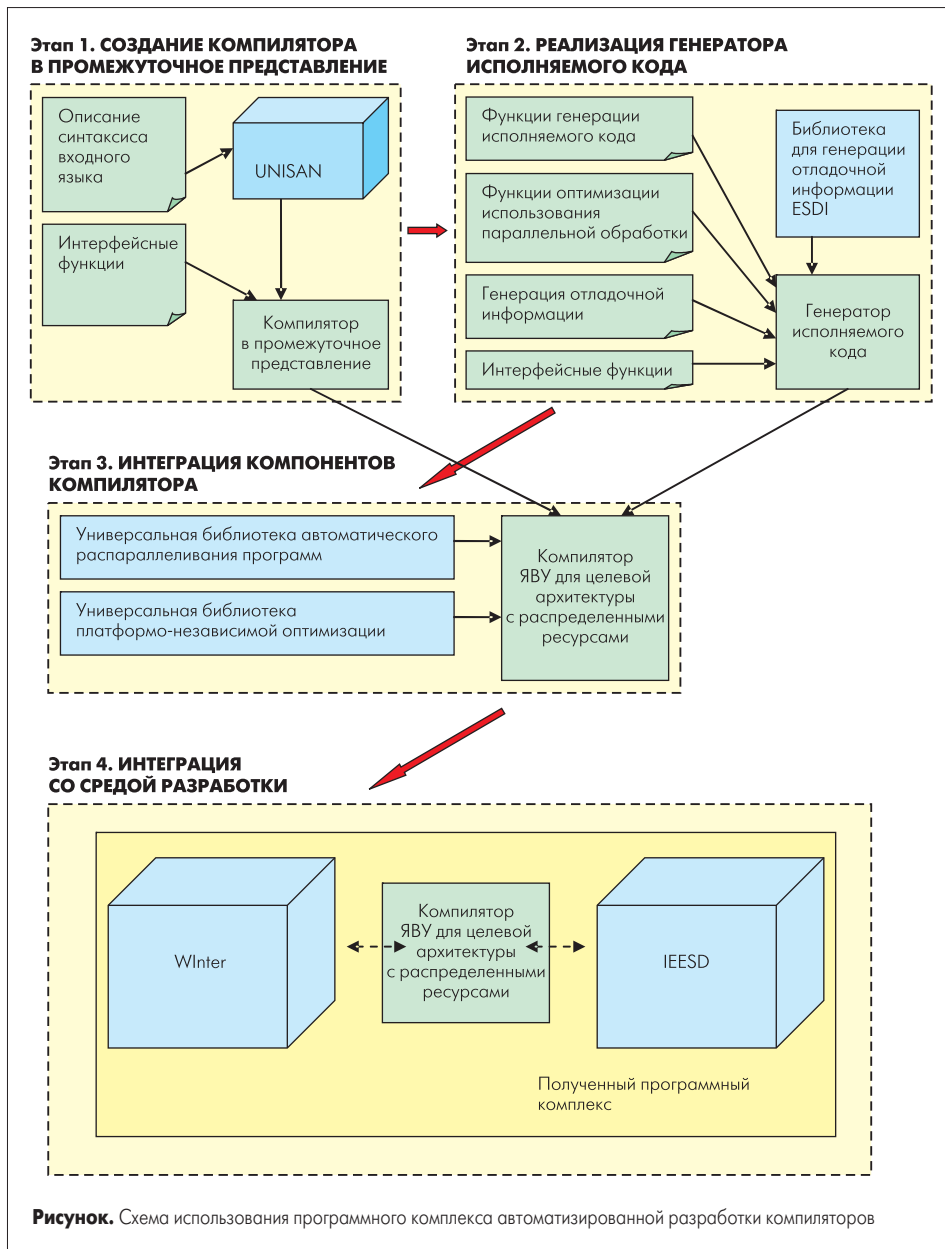 Этап 1. СОЗДАНИЕ КОМПИЛЯТОРА
В ПРОМЕЖУТОЧНОЕ ПРЕДСТАВЛЕНИЕ
Описание
синтаксиса
входного
языка
UNISAN
Интерфейсные
функции
Компилятор
в промежуточное
представление
Этап 2. РЕАЛИЗАЦИЯ ГЕНЕРАТОРА
ИСПОЛНЯЕМОГО КОДА
Функции генерации
исполняемого кода
Функции оптимизации
использования
параллельной обработки
Генерация отладочной
информации
Интерфейсные функции
Библиотека
для генерации
отладочной
информации
ESDI
Генератор
исполняемого
кода
Этап 3. ИНТЕГРАЦИЯ КОМПОНЕНТОВ
КОМПИЛЯТОРА
Универсальная библиотека автоматического
распараллеливания программ
Универсальная библиотека
платформо-независимой оптимизации
Компилятор
ЯВУ для целевой
архитектуры
с распределенными
ресурсами
Этап 4. ИНТЕГРАЦИЯ
СО СРЕДОЙ РАЗРАБОТКИ
WInter
Компилятор
ЯВУ для целевой
архитектуры
с распределенными
ресурсами
IEESD
Полученный программный
комплекс
Рисунок. Схема использования программного комплекса автоматизированной разработки компиляторов